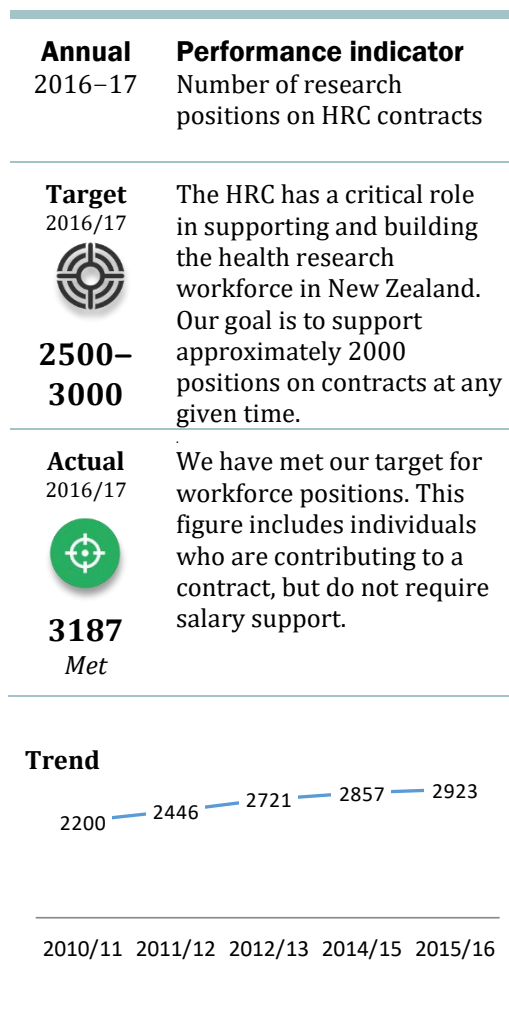 Annual
2016–17
Performance indicator
Number of research
positions on HRC contracts
Target
2016/17
2500–
3000
The HRC has a critical role
in supporting and building
the health research
workforce in New Zealand.
Our goal is to support
approximately 2000
positions on contracts at any
given time.
.
Actual
2016/17
3187
Met
We have met our target for
workforce positions. This
figure includes individuals
who are contributing to a
contract, but do not require
salary support.
Trend
2200 2446 2721 2857 2923
2010/11 2011/12 2012/13 2014/15 2015/16